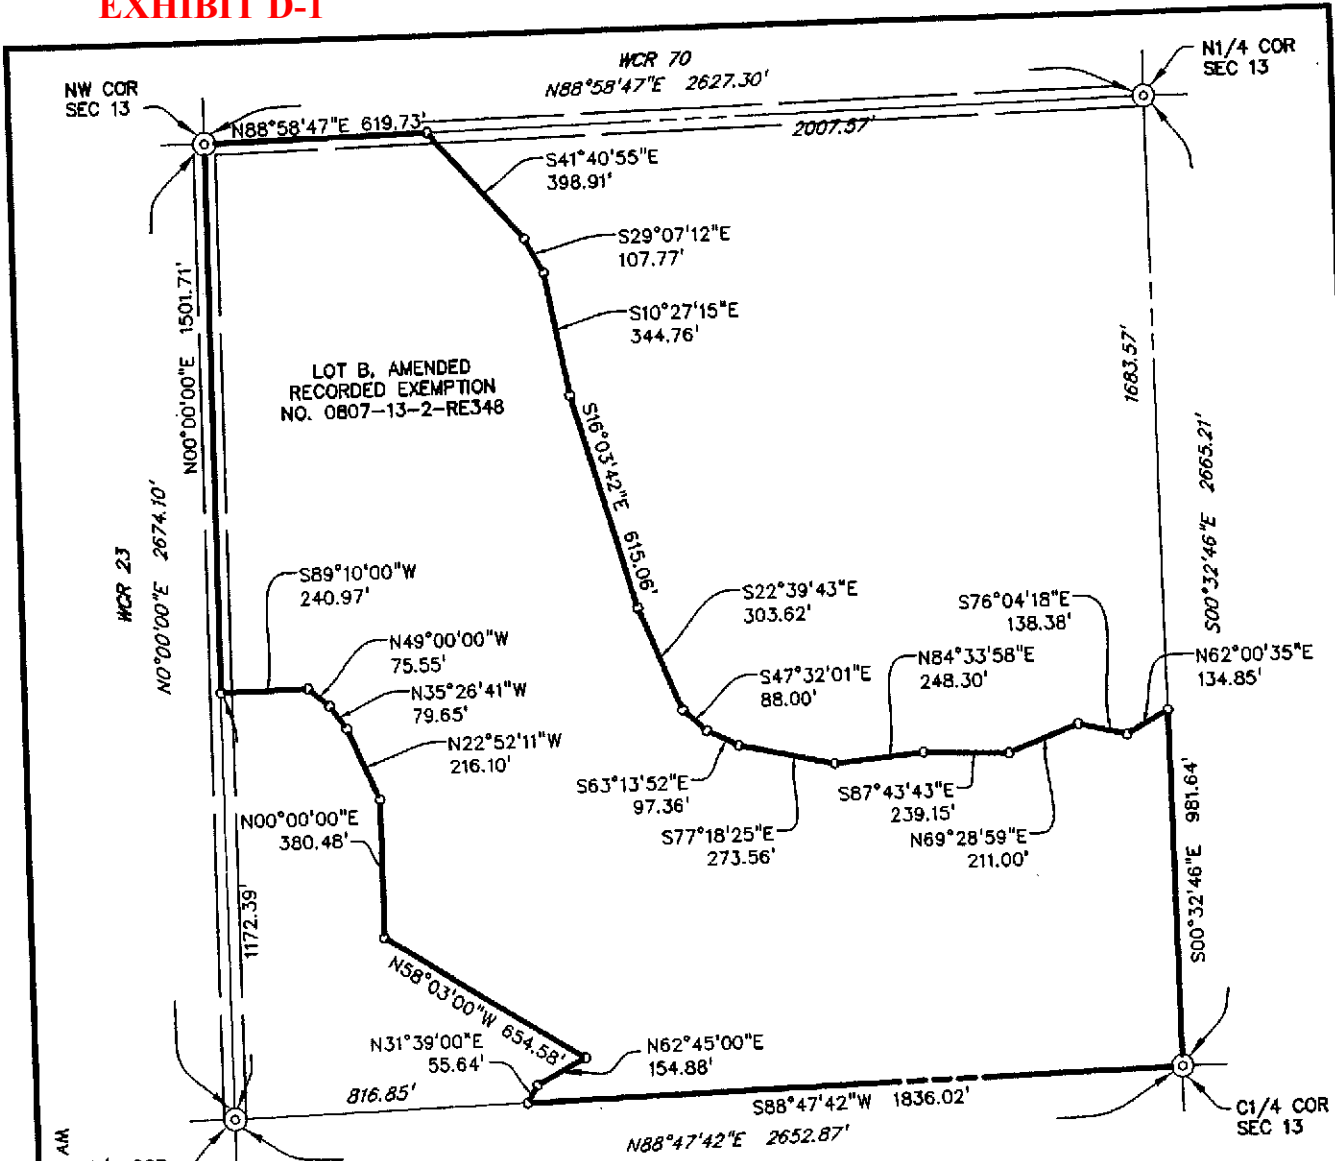 EXHIBIT D-1
WCR 70
N88°58'47"E 2627.30'
N1/4 COR
SEC 13
NW COR
SEC 13
N88°58'47"E 619.73'
2007.57'
S41°40'55"E
398.91'
S29°07'12"E
107.77'
S10°27'15"E
344.76'
N00°00'00"E 1501.71'
LOT B, AMENDED
RECORDED EXEMPTION
NO. 0807-13-2-RE348
1683.57'
S16°03'42"E 615.06'
S00°32'46"E 2665.21'
WCR 23
N0°00'00"E 2674.10'
S89°10'00"W
240.97'
S22°39'43"E
303.62'
S76°04'18"E
138.38'
N49°00'00"W
75.55'
N62°00'35"E
134.85'
N84°33'58"E
248.30'
S47°32'01"E
88.00'
N35°26'41"W
79.65'
N22°52'11"W
216.10'
S63°13'52"E
97.36'
S87°43'43"E
239.15'
N00°00'00"E
380.48'
S77°18'25"E
273.56'
N69°28'59"E
211.00'
S00°32'46"E 981.64'
1172.39'
N58°03'00"W 654.58'
N31°39'00"E
55.64'
N62°45'00"E
154.88'
816.85'
S88°47'42"W 1836.02'
N88°47'42"E 2652.87'
C1/4 COR
SEC 13